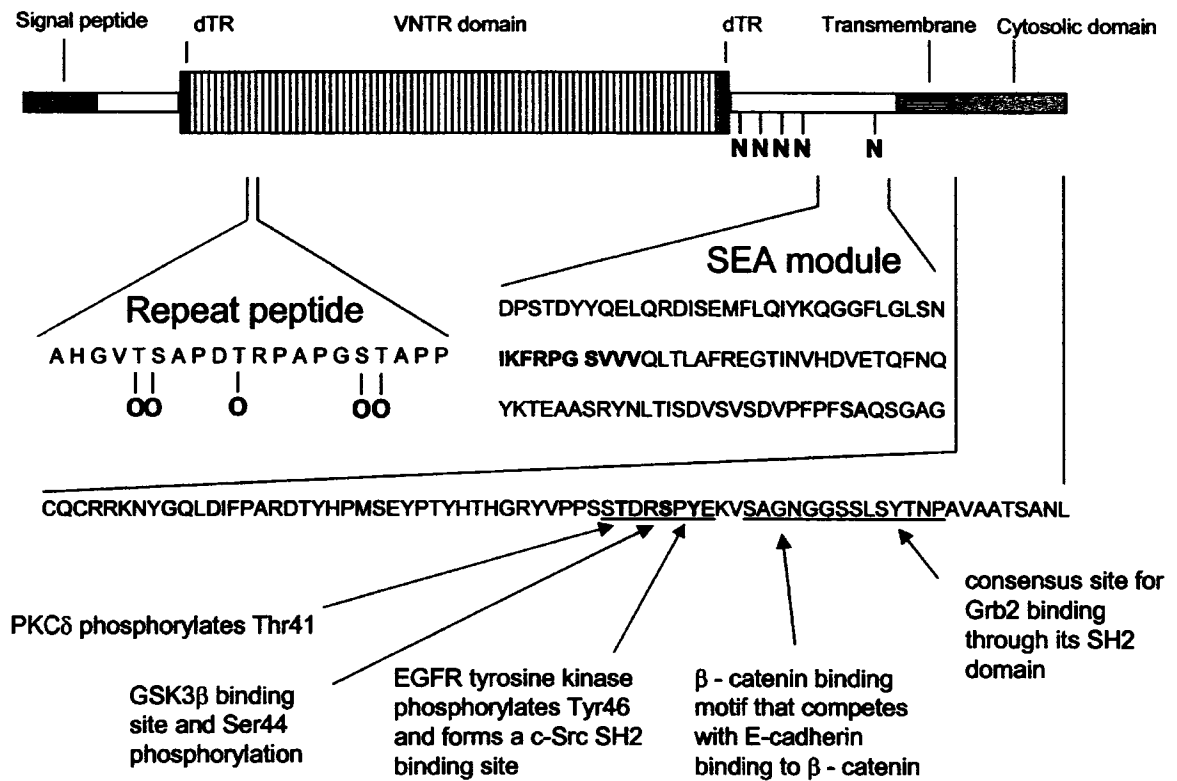 Signal peptide dTR VNTR domain dTR Transmembrane Cytosolic domain
N N N N N
SEA module
Repeat peptide
DPSTDYYQELQRDISEMFLQIYKQGGFLGLSN
AHGVTSAPDTRPAPGSTAPP
IKFRPG SVVVQLTLAFREGTINVHDVETQFNQ
OO O OO
YKTEAASRYNLTISDVSVSDVPFPFSAQSGAG
CQCRRKNYGQLDIFPARDTYHPMSEYPTYHTHGRYVPPSSTDRSPYEKVSAGNGGSSLSYTNPAVAATSANL
PKCδ phosphorylates Thr41
GSK3β binding
site and Ser44
phosphorylation
EGFR tyrosine kinase
phosphorylates Tyr46
and forms a c-Src SH2
binding site
β - catenin binding
motif that competes
with E-cadherin
binding to β - catenin
consensus site for
Grb2 binding
through its SH2
domain